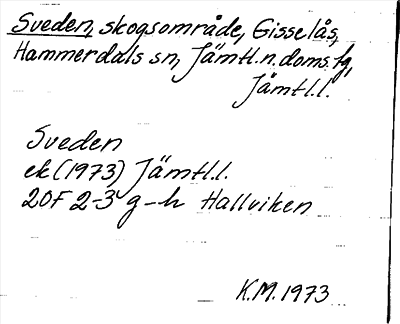 Sveden, skogsområde, Gisselås,
Hammerdals sn, Jämtl.n.doms.fg,
Jämtl.l.
Sveden
ek (1973) Jämtl.l.
20F 2-3 g-h Hallviken
K.M. 1973